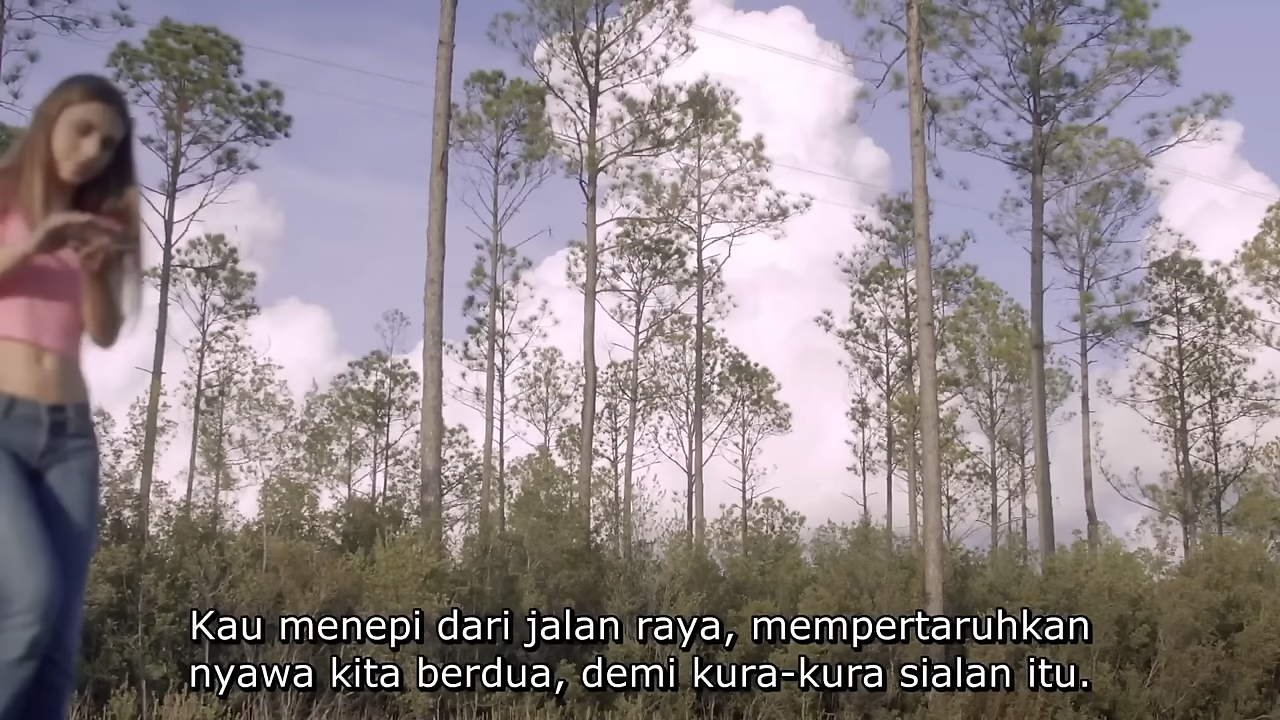 Kau menepi dari jalan raya, mempertaruhkan
nyawa kita berdua, demi kura-kura sialan itu.